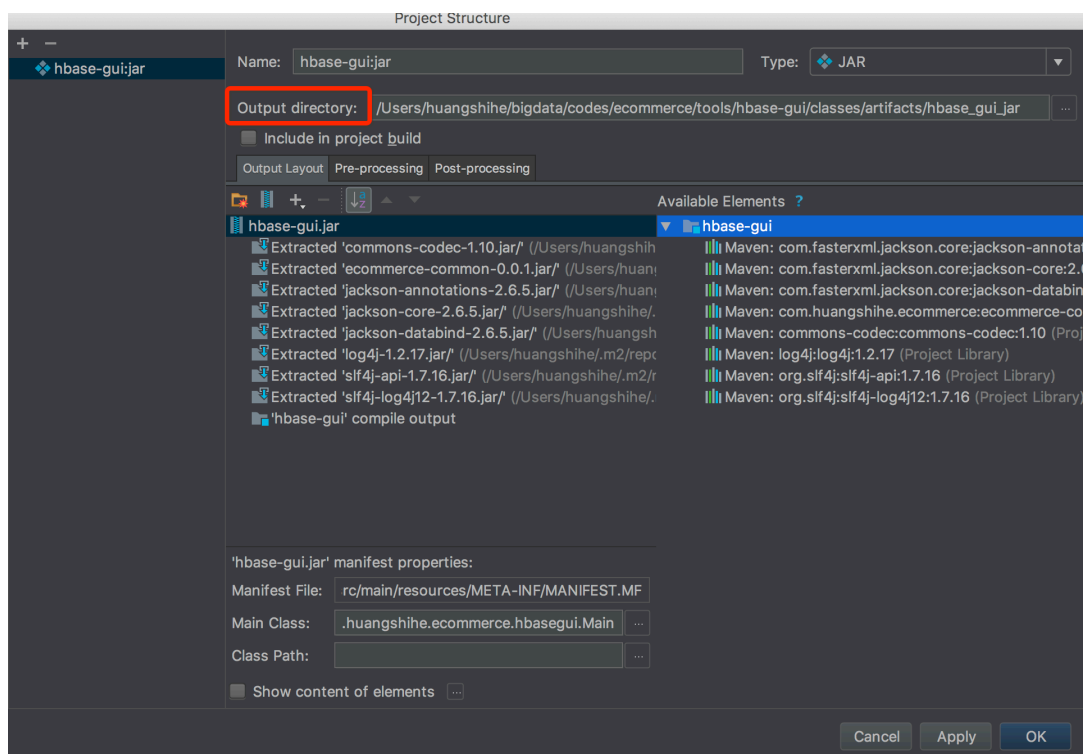 Project Structure
hbase-gui:jar
Name: hbase-gui:jar Type: JAR
Output directory: /Users/huangshihe/bigdata/codes/ecommerce/tools/hbase-gui/classes/artifacts/hbase_gui_jar ...
Include in project build
Output Layout Pre-processing Post-processing
Available Elements ?
hbase-gui.jar
Extracted 'commons-codec-1.10.jar/' (/Users/huangshih
Extracted 'ecommerce-common-0.0.1.jar/' (/Users/huang
Extracted 'jackson-annotations-2.6.5.jar/' (/Users/huang
Extracted 'jackson-core-2.6.5.jar/' (/Users/huangshihe/.
Extracted 'jackson-databind-2.6.5.jar/' (/Users/huangsh
Extracted 'log4j-1.2.17.jar/' (/Users/huangshihe/.m2/repo
Extracted 'slf4j-api-1.7.16.jar/' (/Users/huangshihe/.m2/r
Extracted 'slf4j-log4j12-1.7.16.jar/' (/Users/huangshihe/.
'hbase-gui' compile output
hbase-gui
Maven: com.fasterxml.jackson.core:jackson-annotat
Maven: com.fasterxml.jackson.core:jackson-core:2.
Maven: com.fasterxml.jackson.core:jackson-databin
Maven: com.huangshihe.ecommerce:ecommerce-co
Maven: commons-codec:commons-codec:1.10 (Proj
Maven: log4j:log4j:1.2.17 (Project Library)
Maven: org.slf4j:slf4j-api:1.7.16 (Project Library)
Maven: org.slf4j:slf4j-log4j12:1.7.16 (Project Library)
'hbase-gui.jar' manifest properties:
Manifest File: rc/main/resources/META-INF/MANIFEST.MF
Main Class: .huangshihe.ecommerce.hbasegui.Main ...
Class Path: ...
Show content of elements ...
Cancel Apply OK